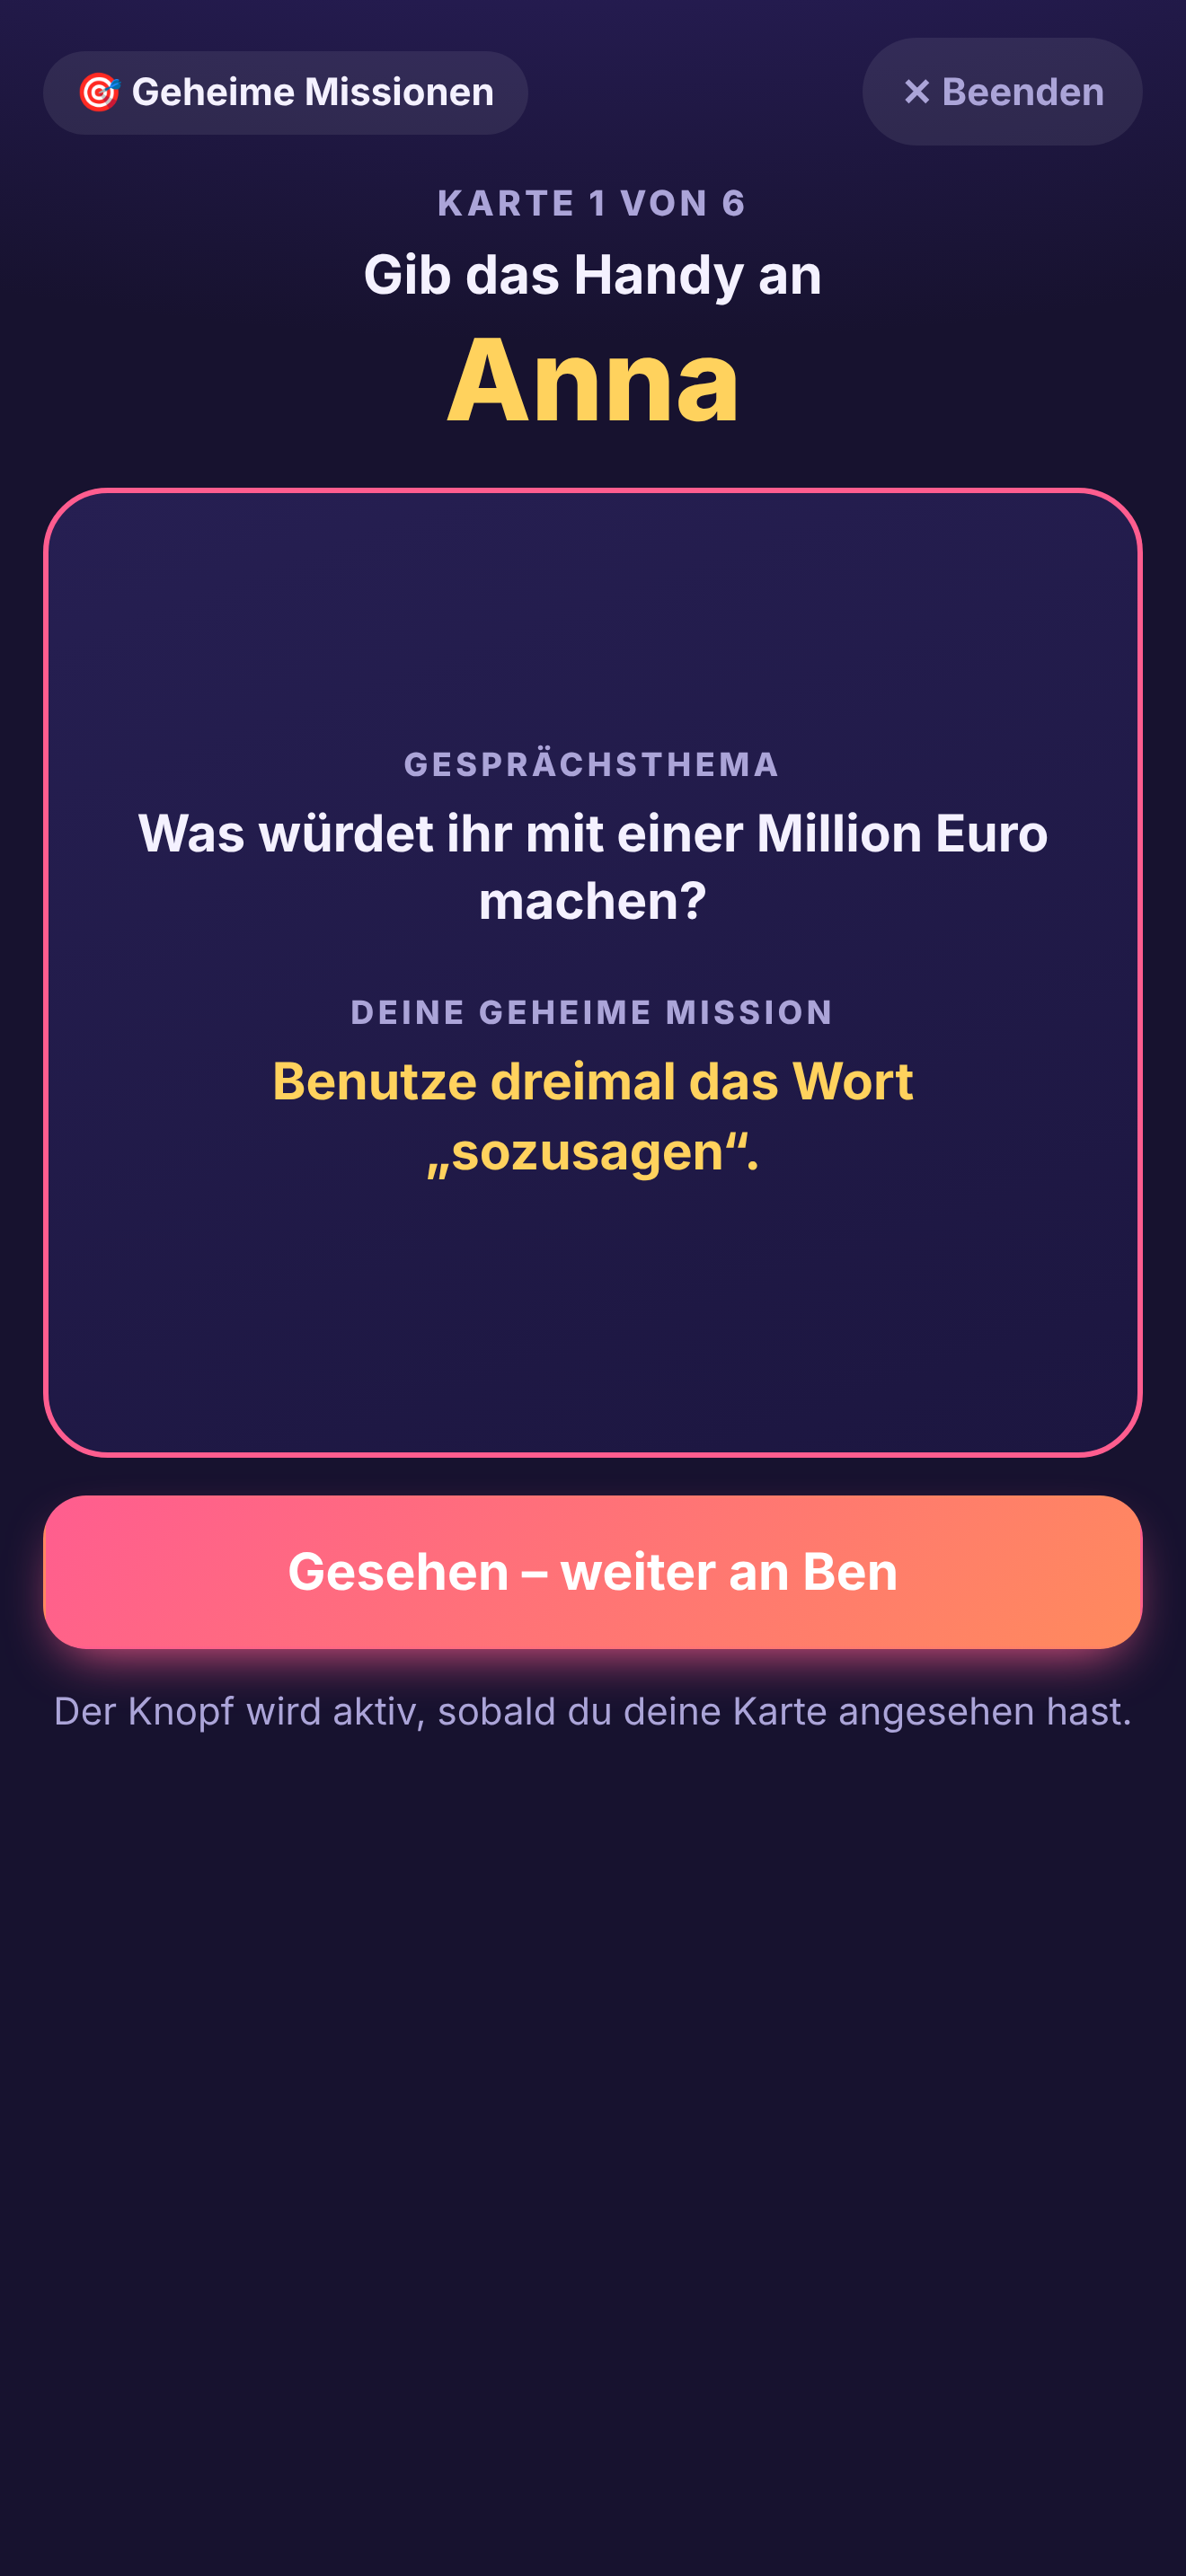 🎯 Geheime Missionen
✕ Beenden
KARTE 1 VON 6
Gib das Handy an
Anna
GESPRÄCHSTHEMA
Was würdet ihr mit einer Million Euro
machen?
DEINE GEHEIME MISSION
Benutze dreimal das Wort
„sozusagen“.
Gesehen – weiter an Ben
Der Knopf wird aktiv, sobald du deine Karte angesehen hast.